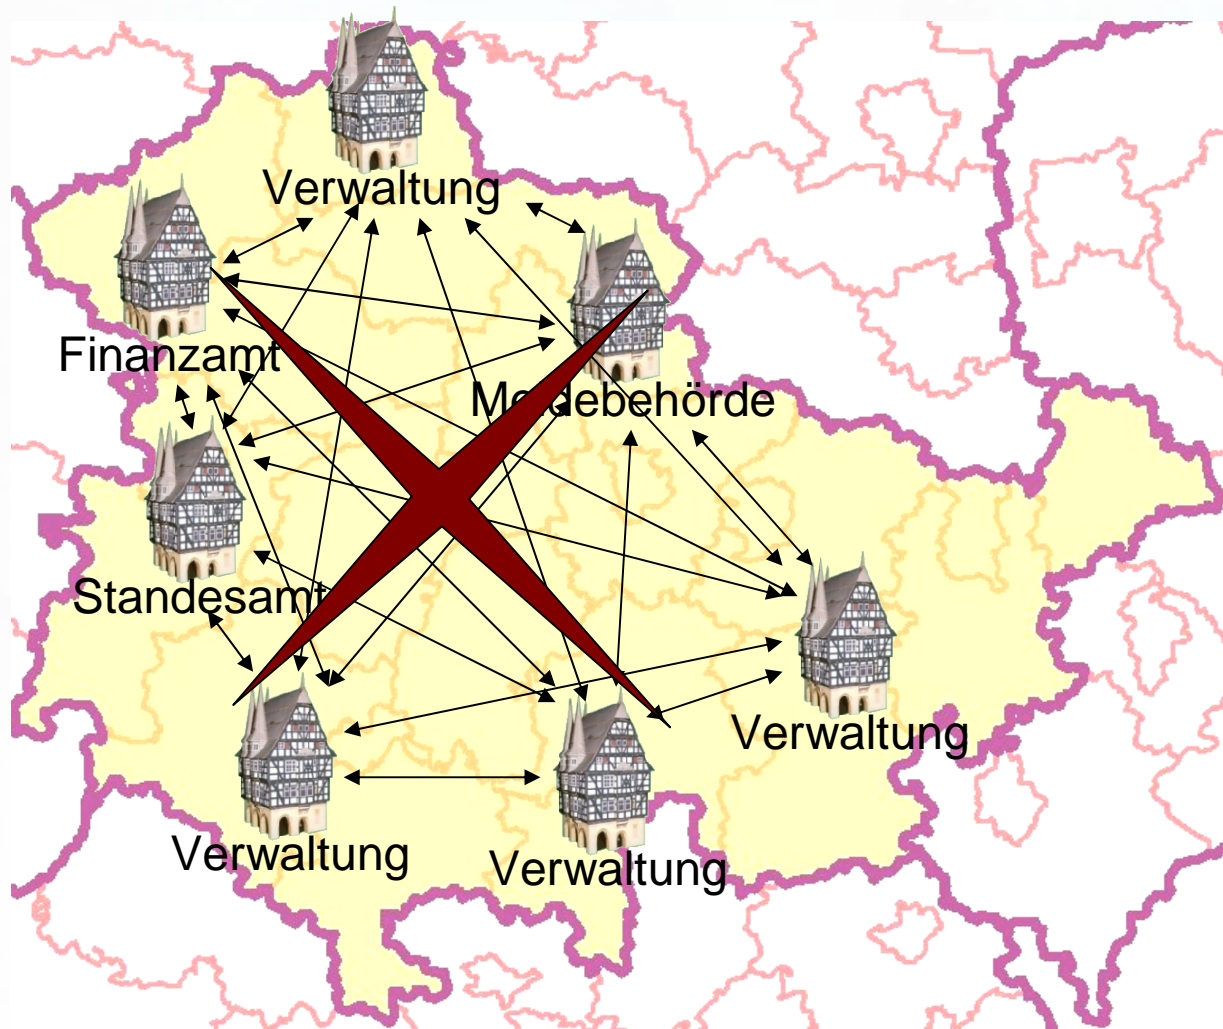 Verwaltung
Finanzamt
Meldebehörde
Standesamt
Verwaltung
Verwaltung
Verwaltung